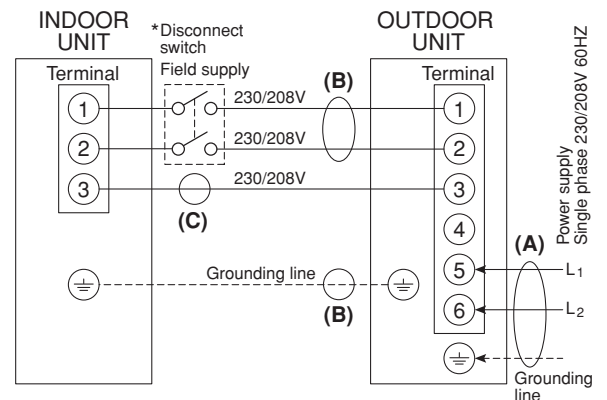 INDOOR
UNIT
*Disconnect
switch
Field supply
OUTDOOR
UNIT
Terminal
Terminal
1
230/208V
(B)
1
2
230/208V
2
3
230/208V
3
(C)
4
(A)
Power supply
Single phase 230/208V 60HZ
5
L1
Grounding line
(B)
6
L2
Grounding
line